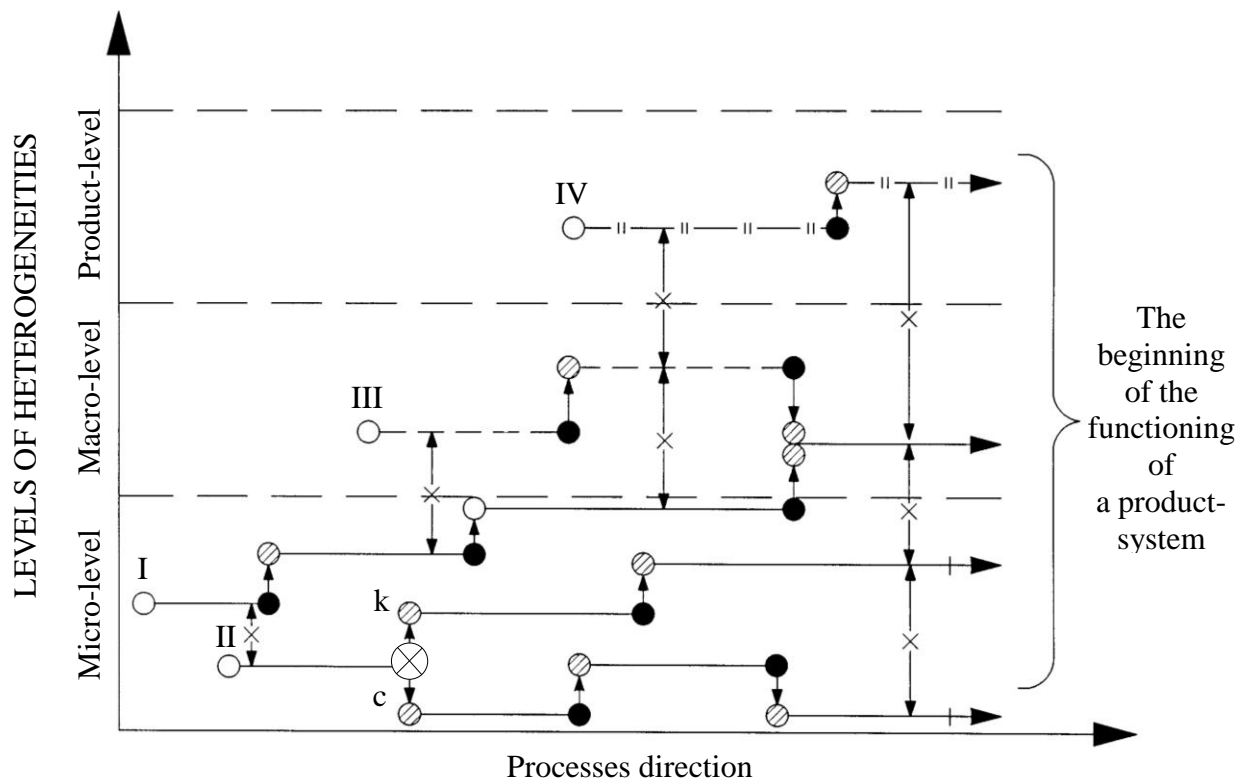 LEVELS OF HETEROGENEITIES
Product-level
Macro-level
Micro-level
IV
III
I
II
k
c
The
beginning
of the
functioning
of
a product-
system
Processes direction